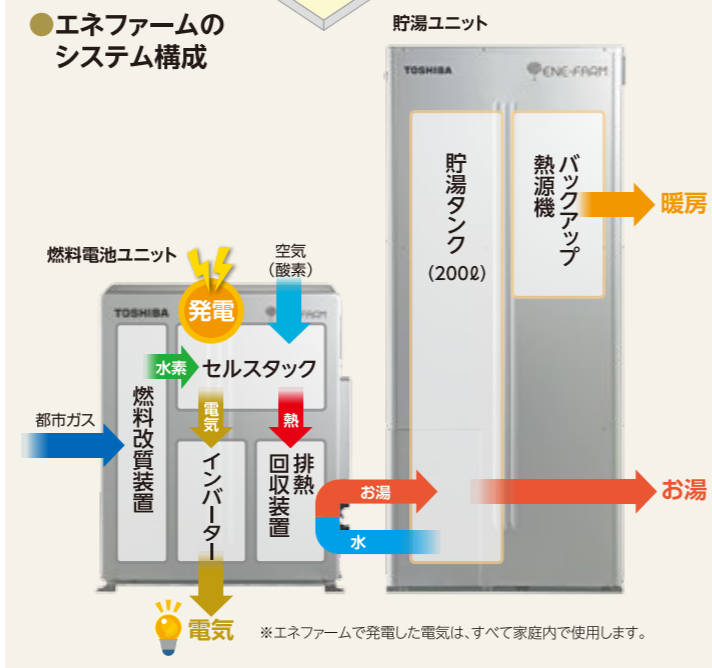 ●エネファームの
システム構成
貯湯ユニット
TOSHIBA
ENE-FARM
貯湯タンク
(200ℓ)
バックアップ
熱源機
暖房
燃料電池ユニット
空気
(酸素)
発電
TOSHIBA
水素
セルスタック
都市ガス
燃料改質装置
電気
熱
インバーター
排熱
回収装置
お湯
水
お湯
電気
※エネファームで発電した電気は、すべて家庭内で使用します。